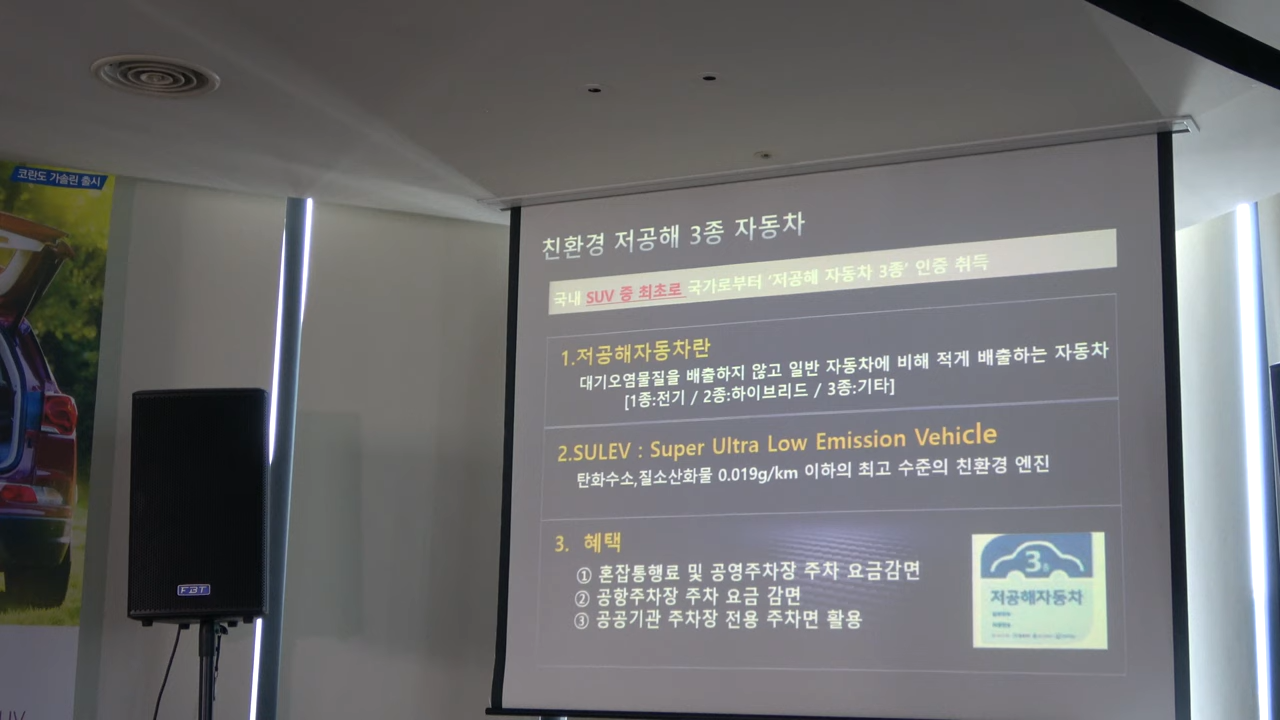 코란도 가솔린 출시
친환경 저공해 3종 자동차
국내 SUV 중 최초로 국가로부터 '저공해 자동차 3종' 인증 취득
1.저공해자동차란
대기오염물질을 배출하지 않고 일반 자동차에 비해 적게 배출하는 자동차
[1종:전기 / 2종:하이브리드 / 3종:기타]
2.SULEV : Super Ultra Low Emission Vehicle
탄화수소,질소산화물 0.019g/km 이하의 최고 수준의 친환경 엔진
3. 혜택
① 혼잡통행료 및 공영주차장 주차 요금감면
② 공항주차장 주차 요금 감면
③ 공공기관 주차장 전용 주차면 활용
3종
저공해자동차
FBT